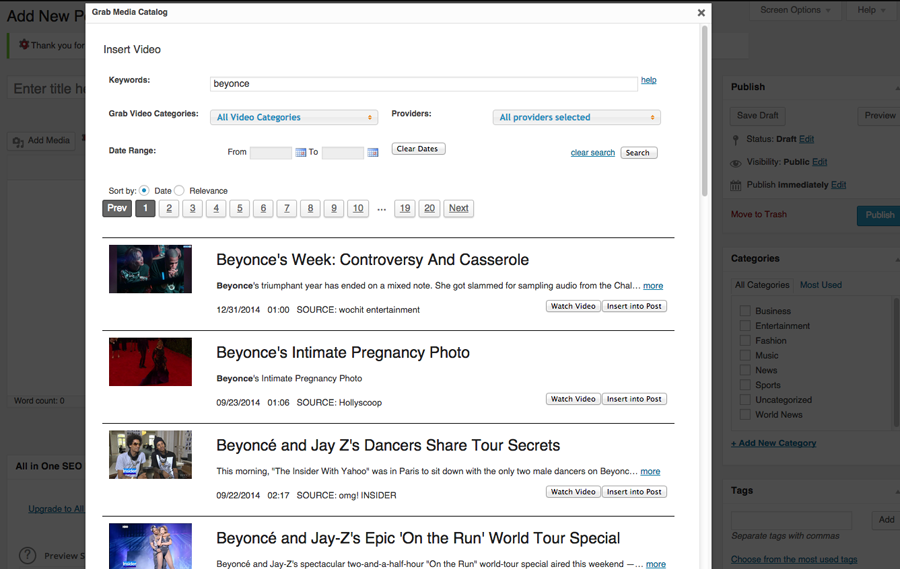 Add New P
Screen Options
Help
Thank you for
Enter title he
Add Media
Word count: 0
All in One SEO
Upgrade to All
Preview S
Grab Media Catalog
Insert Video
Keywords:
beyonce
help
Grab Video Categories:
All Video Categories
Providers:
All providers selected
Date Range:
From
To
Clear Dates
clear search
Search
Sort by:
Date
Relevance
Prev 1 2 3 4 5 6 7 8 9 10 ... 19 20 Next
Beyonce's Week: Controversy And Casserole
Beyonce's triumphant year has ended on a mixed note. She got slammed for sampling audio from the Chal... more
12/31/2014 01:00 SOURCE: wochit entertainment
Watch Video Insert into Post
Beyonce's Intimate Pregnancy Photo
Beyonce's Intimate Pregnancy Photo
09/23/2014 01:06 SOURCE: Hollyscoop
Watch Video Insert into Post
Beyoncé and Jay Z's Dancers Share Tour Secrets
This morning, "The Insider With Yahoo" was in Paris to sit down with the only two male dancers on Beyonc... more
09/22/2014 02:17 SOURCE: omg! INSIDER
Watch Video Insert into Post
Beyoncé and Jay-Z's Epic 'On the Run' World Tour Special
Beyoncé and Jay-Z's spectacular two-and-a-half-hour "On the Run" world-tour special aired this weekend —... more
Publish
Save Draft
Preview
Status: Draft Edit
Visibility: Public Edit
Publish immediately Edit
Move to Trash
Publish
Categories
All Categories
Most Used
Business
Entertainment
Fashion
Music
News
Sports
Uncategorized
World News
+ Add New Category
Tags
Add
Separate tags with commas
Choose from the most used tags